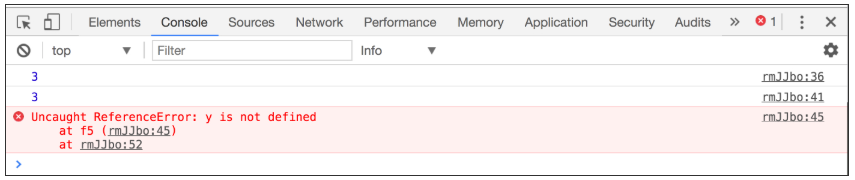 Elements Console Sources Network Performance Memory Application Security Audits » 1
top Filter Info
3 rmJJbo:36
3 rmJJbo:41
Uncaught ReferenceError: y is not defined rmJJbo:45
at f5 (rmJJbo:45)
at rmJJbo:52
>